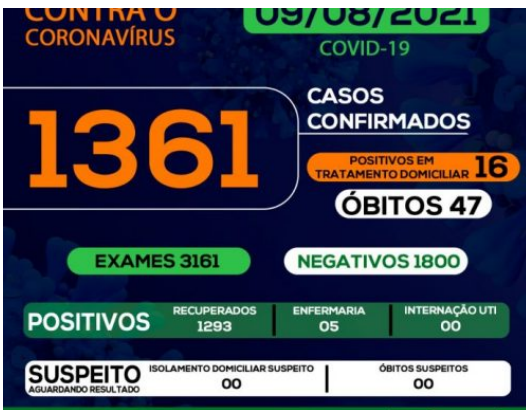 CONTRA O
CORONAVÍRUS
09/08/2021
COVID-19
1361
CASOS
CONFIRMADOS
POSITIVOS EM
TRATAMENTO DOMICILIAR 16
ÓBITOS 47
EXAMES 3161
NEGATIVOS 1800
POSITIVOS
RECUPERADOS
1293
ENFERMARIA
05
INTERNAÇÃO UTI
00
SUSPEITO
AGUARDANDO RESULTADO
ISOLAMENTO DOMICILIAR SUSPEITO
00
ÓBITOS SUSPEITOS
00